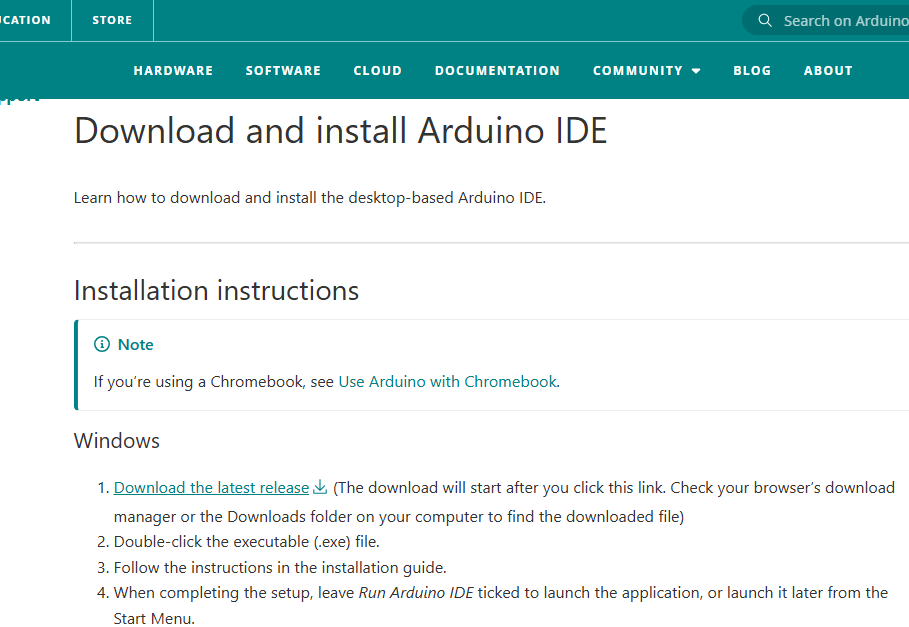 STORE
Search on Arduino
HARDWARE SOFTWARE CLOUD DOCUMENTATION COMMUNITY BLOG ABOUT
Download and install Arduino IDE
Learn how to download and install the desktop-based Arduino IDE.
Installation instructions
Note
If you’re using a Chromebook, see Use Arduino with Chromebook.
Windows
1. Download the latest release (The download will start after you click this link. Check your browser’s download
manager or the Downloads folder on your computer to find the downloaded file)
2. Double-click the executable (.exe) file.
3. Follow the instructions in the installation guide.
4. When completing the setup, leave Run Arduino IDE ticked to launch the application, or launch it later from the
Start Menu.